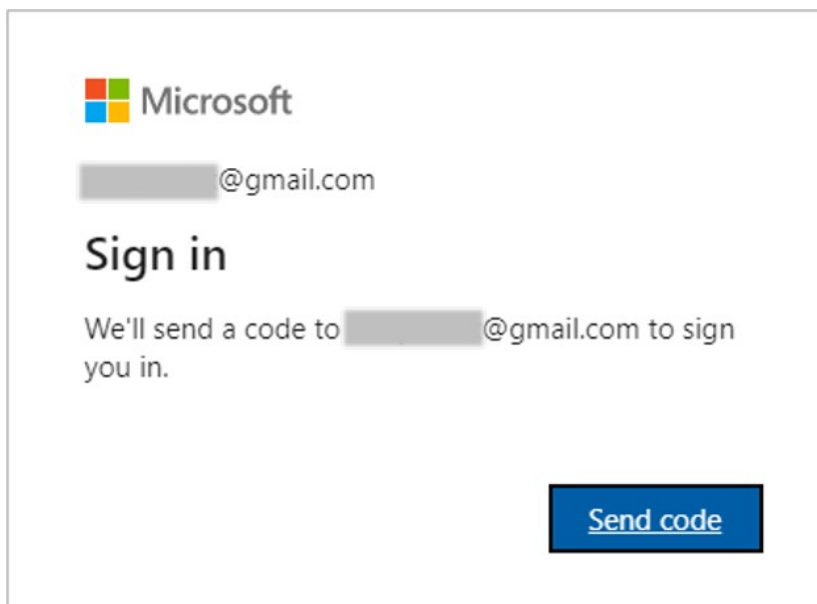 Microsoft
@gmail.com
Sign in
We'll send a code to @gmail.com to sign
you in.
Send code